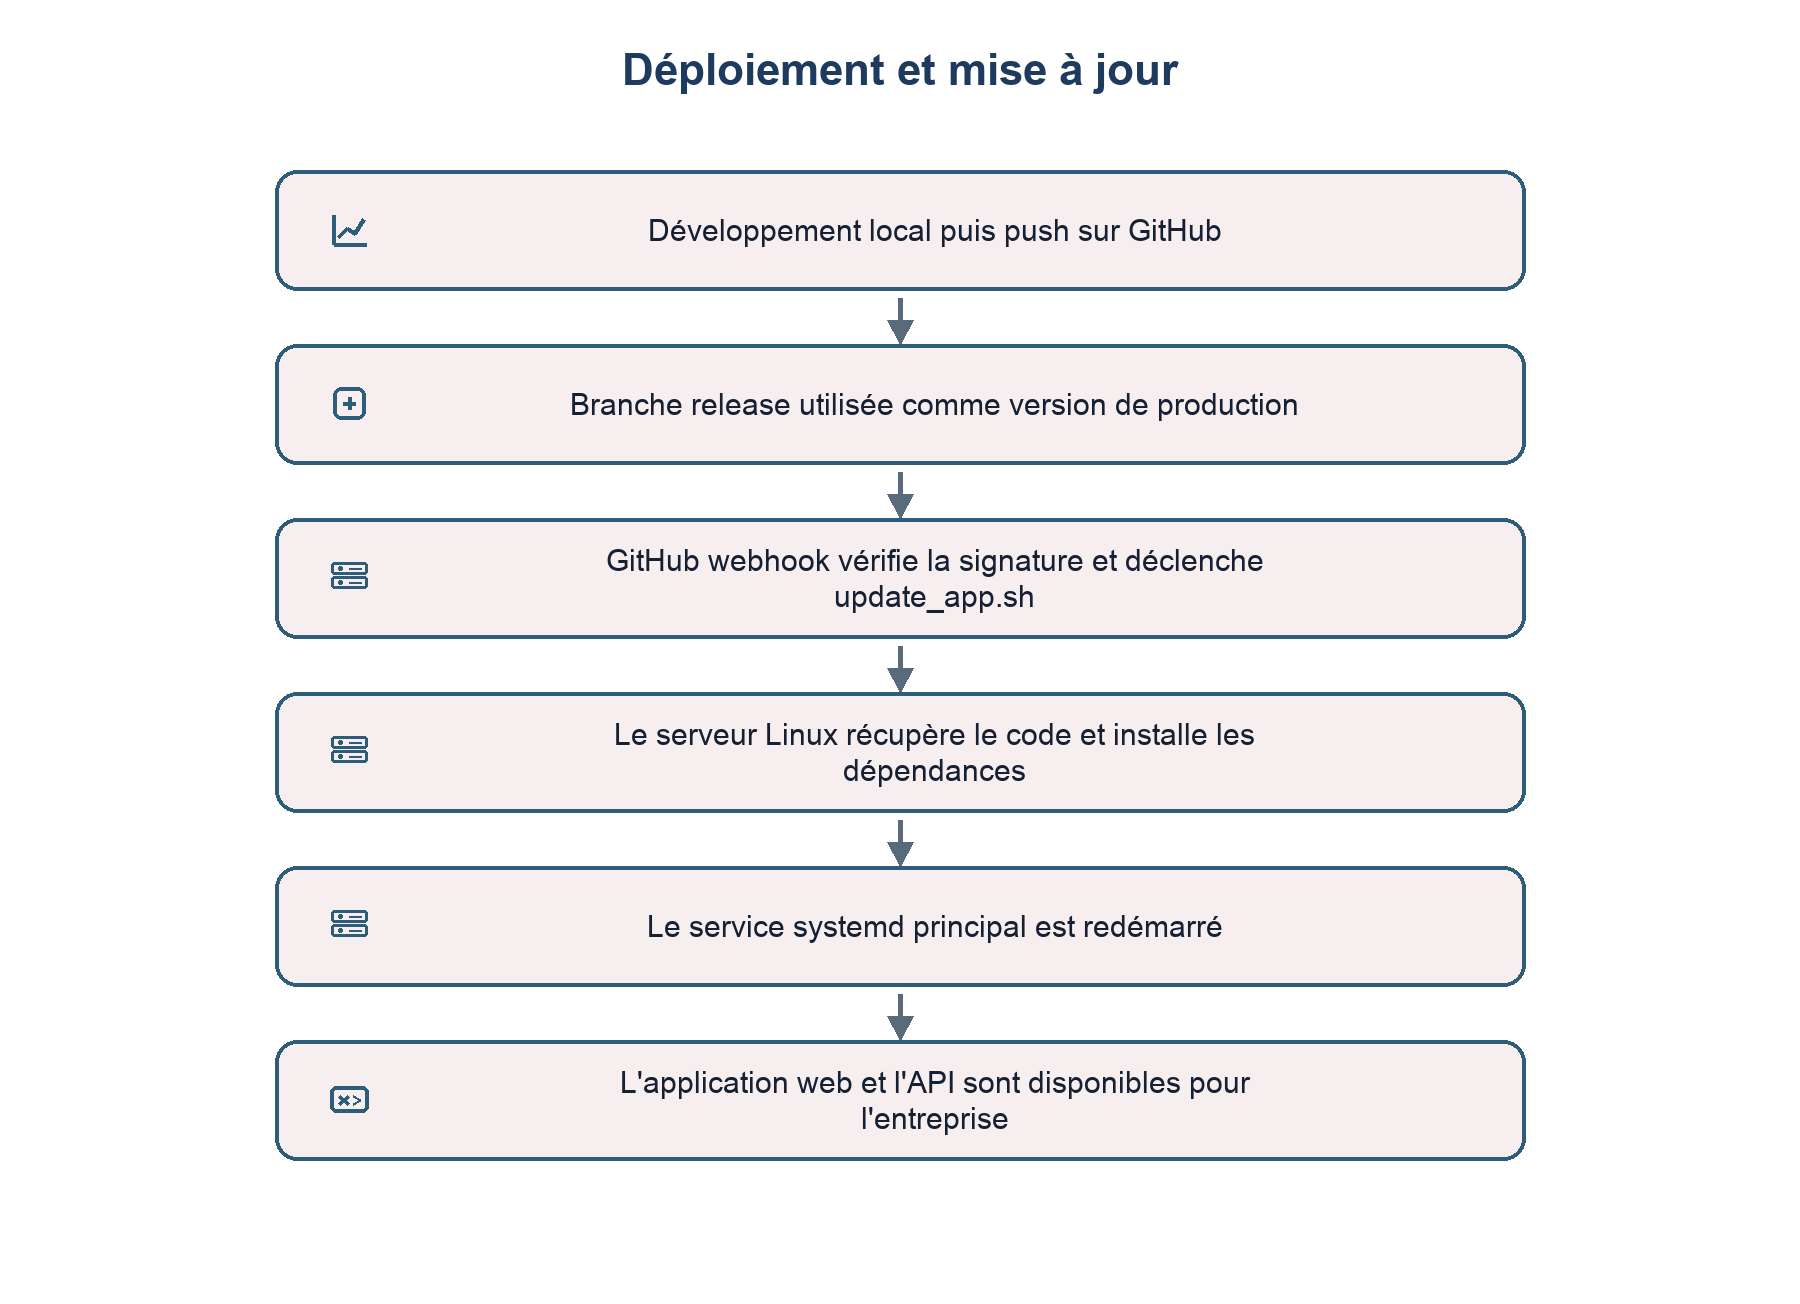 Déploiement et mise à jour
Développement local puis push sur GitHub
Branche release utilisée comme version de production
GitHub webhook vérifie la signature et déclenche
update_app.sh
Le serveur Linux récupère le code et installe les
dépendances
Le service systemd principal est redémarré
L'application web et l'API sont disponibles pour
l'entreprise